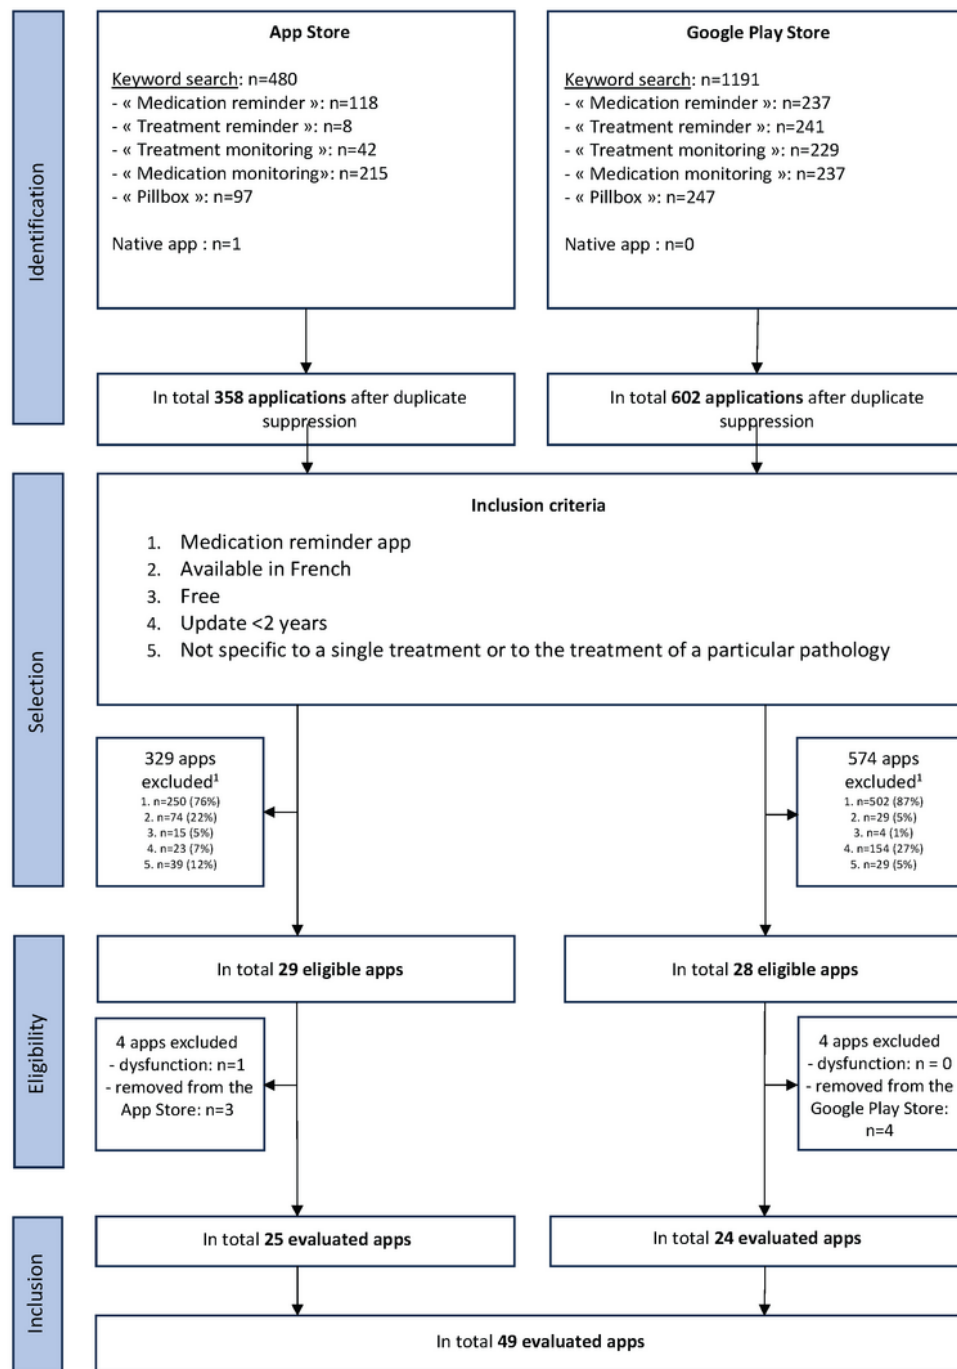 Identification
App Store
Keyword search: n=480
- « Medication reminder »: n=118
- « Treatment reminder »: n=8
- « Treatment monitoring »: n=42
- « Medication monitoring»: n=215
- « Pillbox »: n=97
Native app : n=1
Google Play Store
Keyword search: n=1191
- « Medication reminder »: n=237
- « Treatment reminder »: n=241
- « Treatment monitoring »: n=229
- « Medication monitoring »: n=237
- « Pillbox »: n=247
Native app : n=0
In total 358 applications after duplicate
suppression
In total 602 applications after duplicate
suppression
Selection
Inclusion criteria
1. Medication reminder app
2. Available in French
3. Free
4. Update <2 years
5. Not specific to a single treatment or to the treatment of a particular pathology
329 apps
excluded¹
1. n=250 (76%)
2. n=74 (22%)
3. n=15 (5%)
4. n=23 (7%)
5. n=39 (12%)
574 apps
excluded¹
1. n=502 (87%)
2. n=29 (5%)
3. n=4 (1%)
4. n=154 (27%)
5. n=29 (5%)
Eligibility
In total 29 eligible apps
In total 28 eligible apps
4 apps excluded
- dysfunction: n=1
- removed from the
App Store: n=3
4 apps excluded
- dysfunction: n = 0
- removed from the
Google Play Store:
n=4
Inclusion
In total 25 evaluated apps
In total 24 evaluated apps
In total 49 evaluated apps